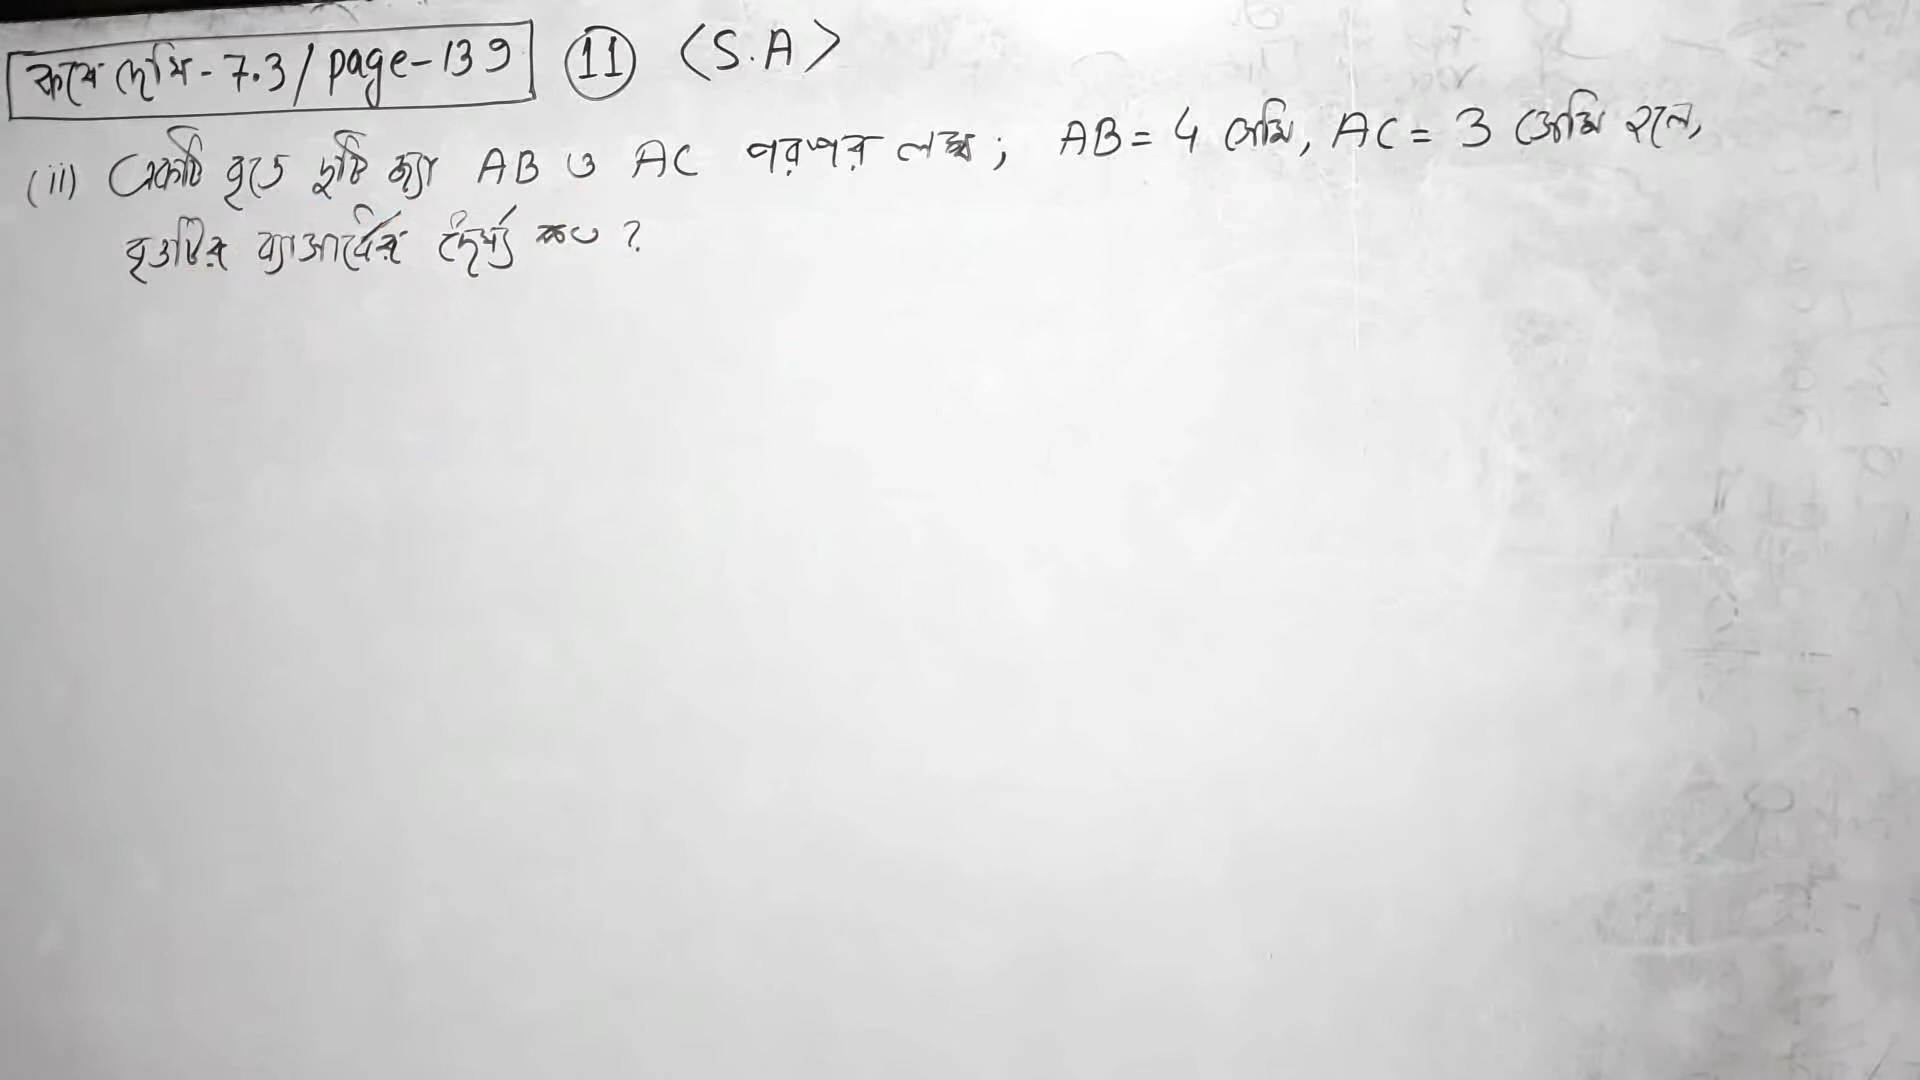 কষে দেখি - 7.3 / page - 139 (11) <S.A>
(ii) একটি বৃত্তে দুটি জ্যা AB ও AC পরস্পর লম্ব ; AB = 4 সেমি, AC = 3 সেমি হলে,
বৃত্তটির ব্যাসার্ধের দৈর্ঘ্য কত ?